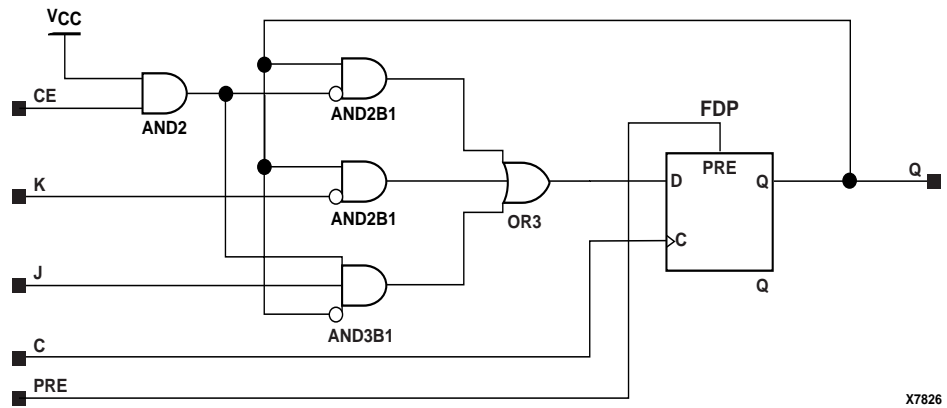 VCC
CE
AND2
AND2B1
FDP
PRE
D
Q
Q
K
AND2B1
OR3
C
J
Q
AND3B1
C
PRE
X7826